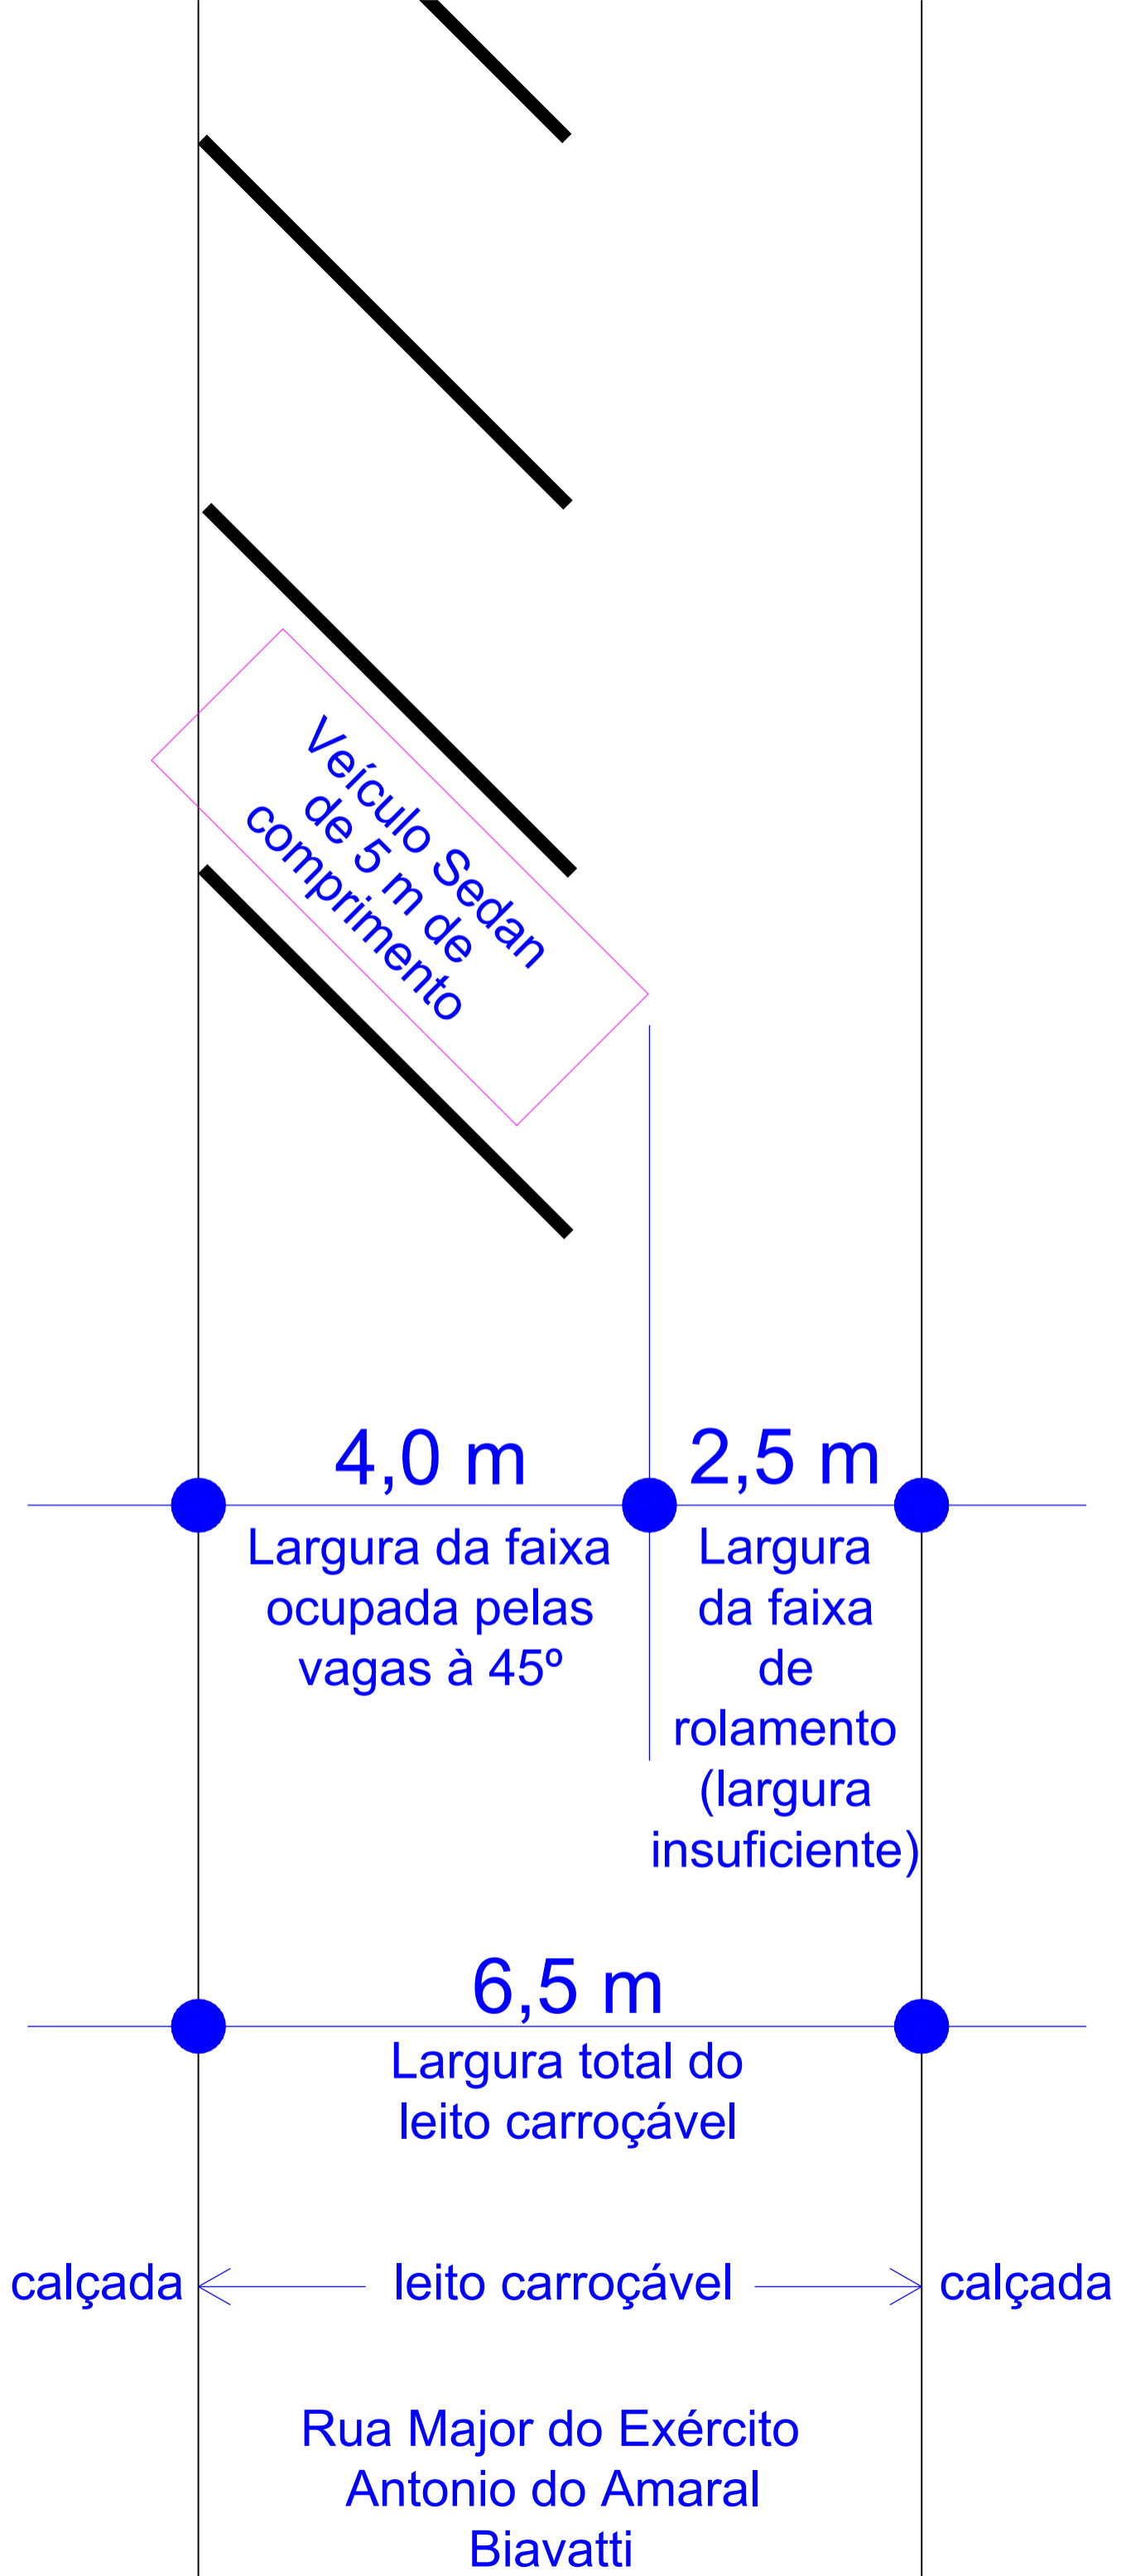 Veículo Sedan
de 5 m de
comprimento
4,0 m
Largura da faixa
ocupada pelas
vagas à 45º
2,5 m
Largura
da faixa
de
rolamento
(largura
insuficiente)
6,5 m
Largura total do
leito carroçável
calçada
leito carroçável
calçada
Rua Major do Exército
Antonio do Amaral
Biavatti